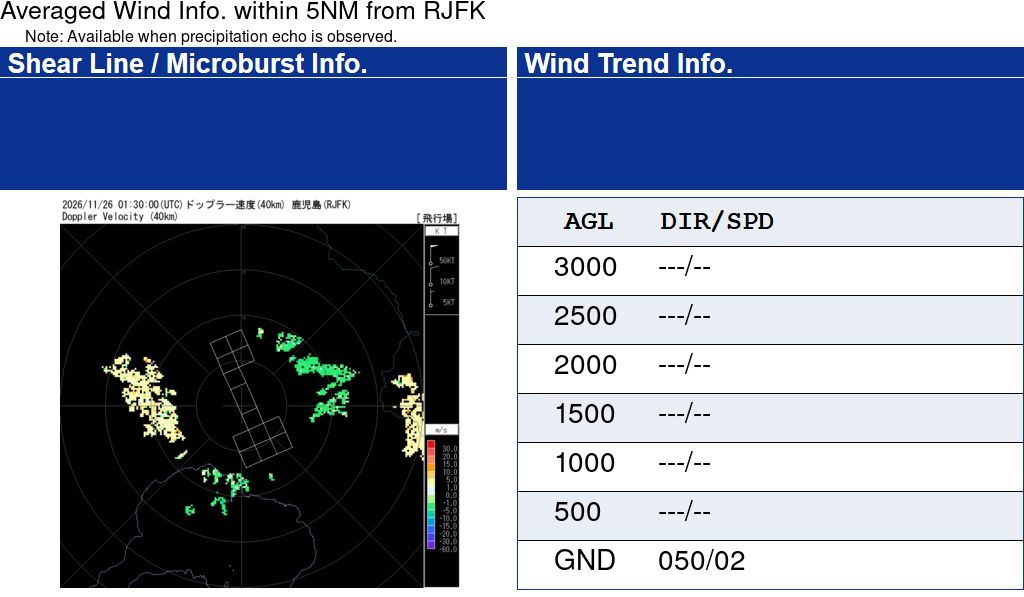 Averaged Wind Info. within 5NM from RJFK
Note: Available when precipitation echo is observed.
Shear Line / Microburst Info.
Wind Trend Info.
2026/11/26 01:30:00(UTC) ドップラー速度(40km) 鹿児島(RJFK)
Doppler Velocity (40km)
[飛行場]
KT
50KT
10KT
5KT
m/s
30.0
20.0
15.0
10.0
5.0
1.0
0.0
-1.0
-5.0
-10.0
-15.0
-20.0
-30.0
-60.0
AGL DIR/SPD
3000 ---/--
2500 ---/--
2000 ---/--
1500 ---/--
1000 ---/--
500 ---/--
GND 050/02